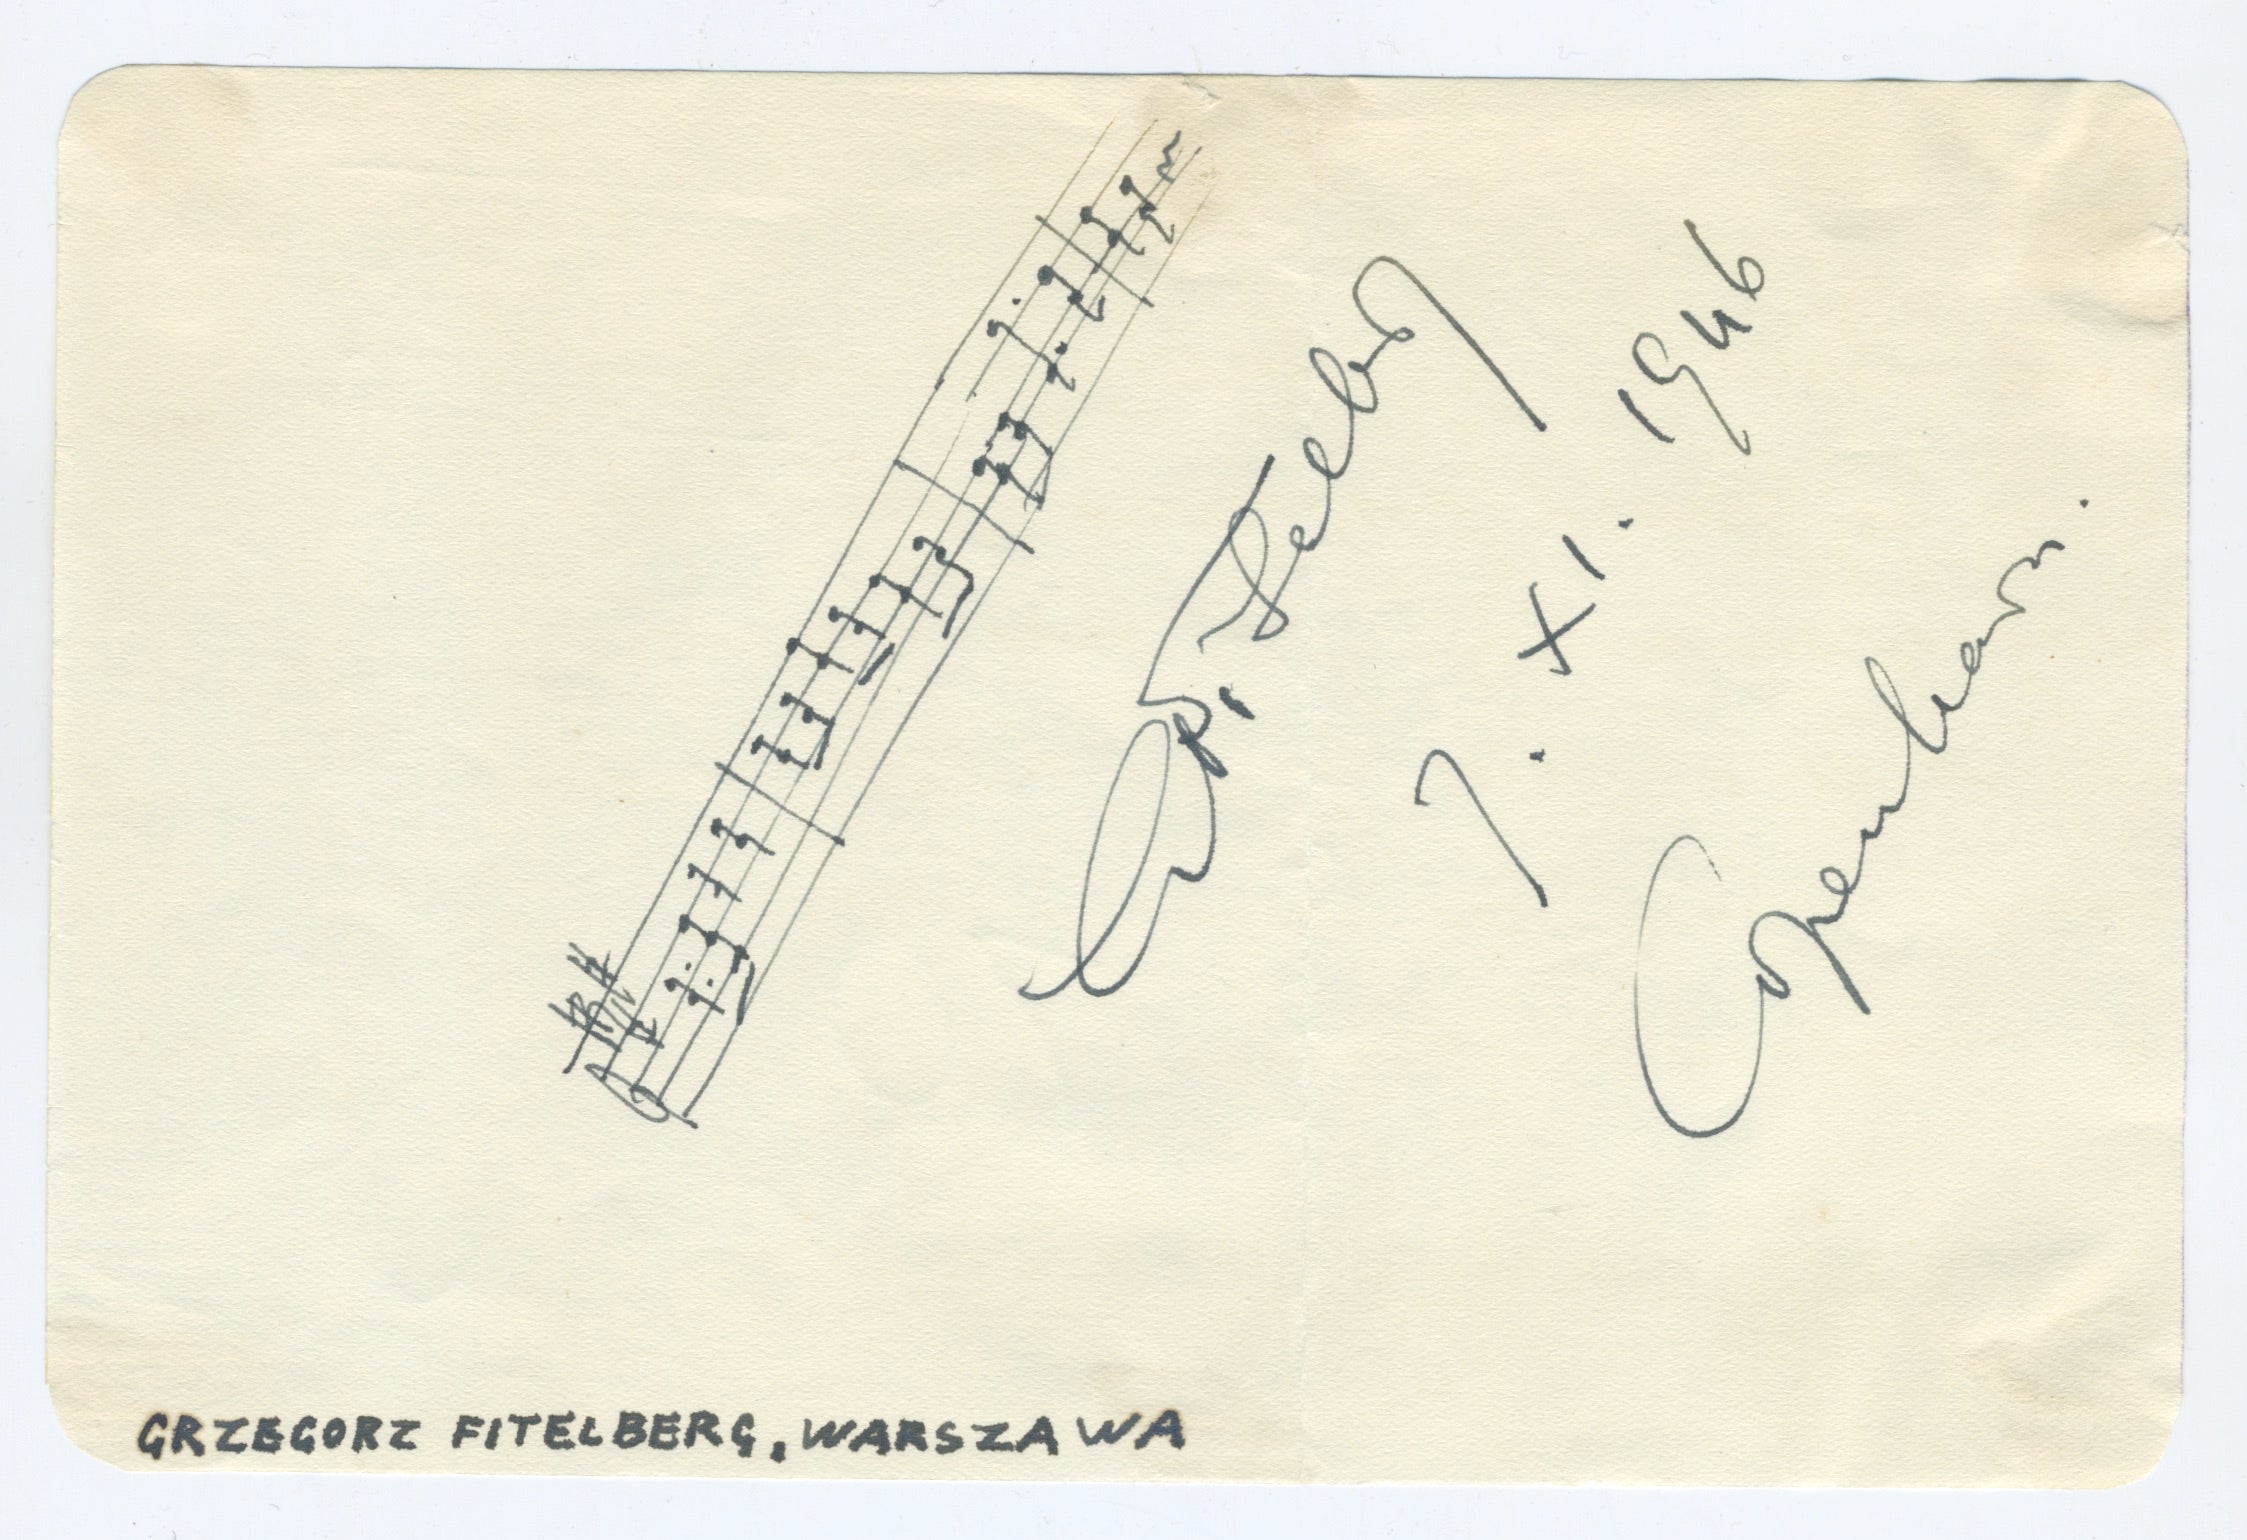 G. Fitelberg
7. XI. 1946
Copenhagen.
GRZEGORZ FITELBERG, WARSZAWA